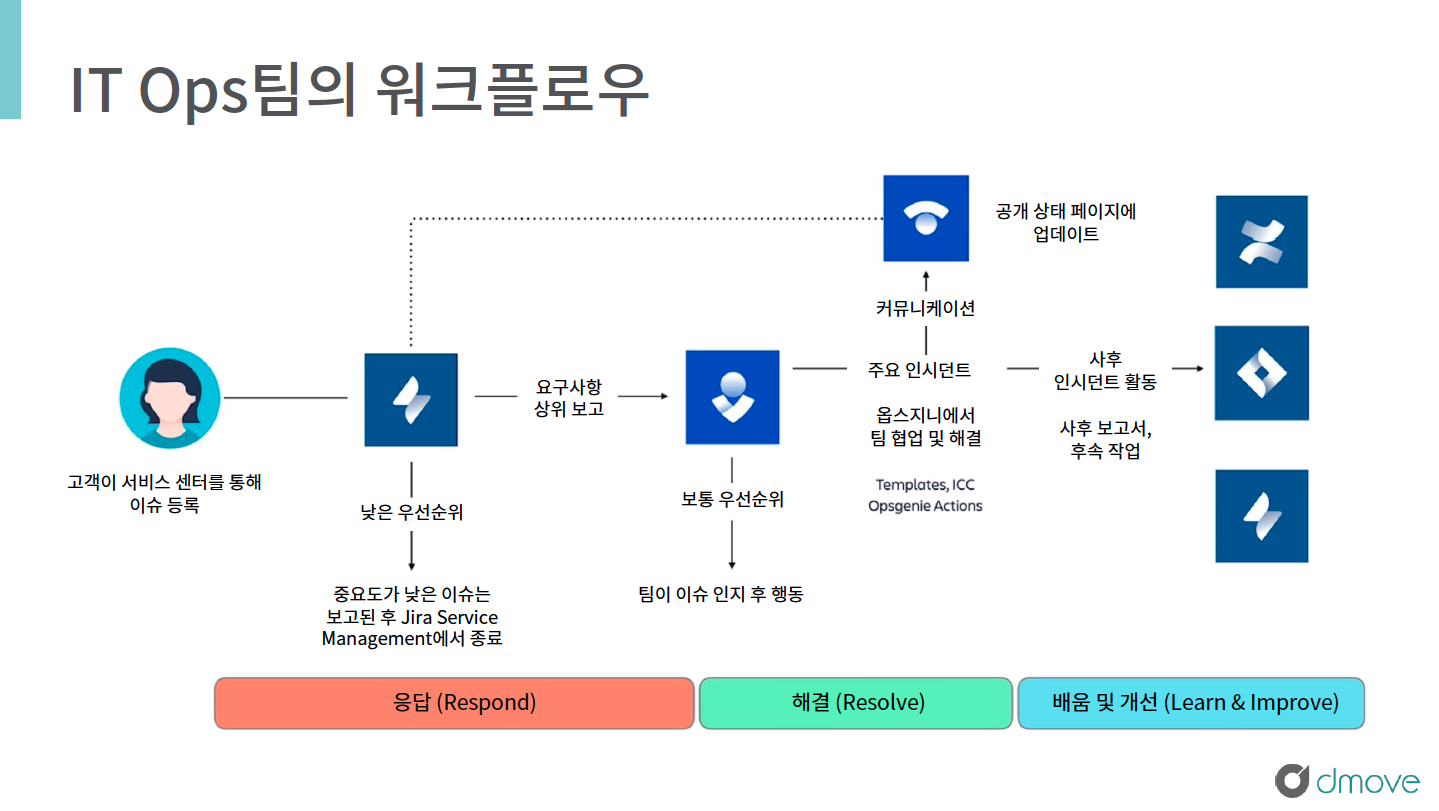 IT Ops팀의 워크플로우
공개 상태 페이지에
업데이트
커뮤니케이션
고객이 서비스 센터를 통해
이슈 등록
요구사항
상위 보고
주요 인시던트
옵스지니에서
팀 협업 및 해결
Templates, ICC
Opsgenie Actions
사후
인시던트 활동
사후 보고서,
후속 작업
낮은 우선순위
중요도가 낮은 이슈는
보고된 후 Jira Service
Management에서 종료
보통 우선순위
팀이 이슈 인지 후 행동
응답 (Respond)
해결 (Resolve)
배움 및 개선 (Learn & Improve)
dmove